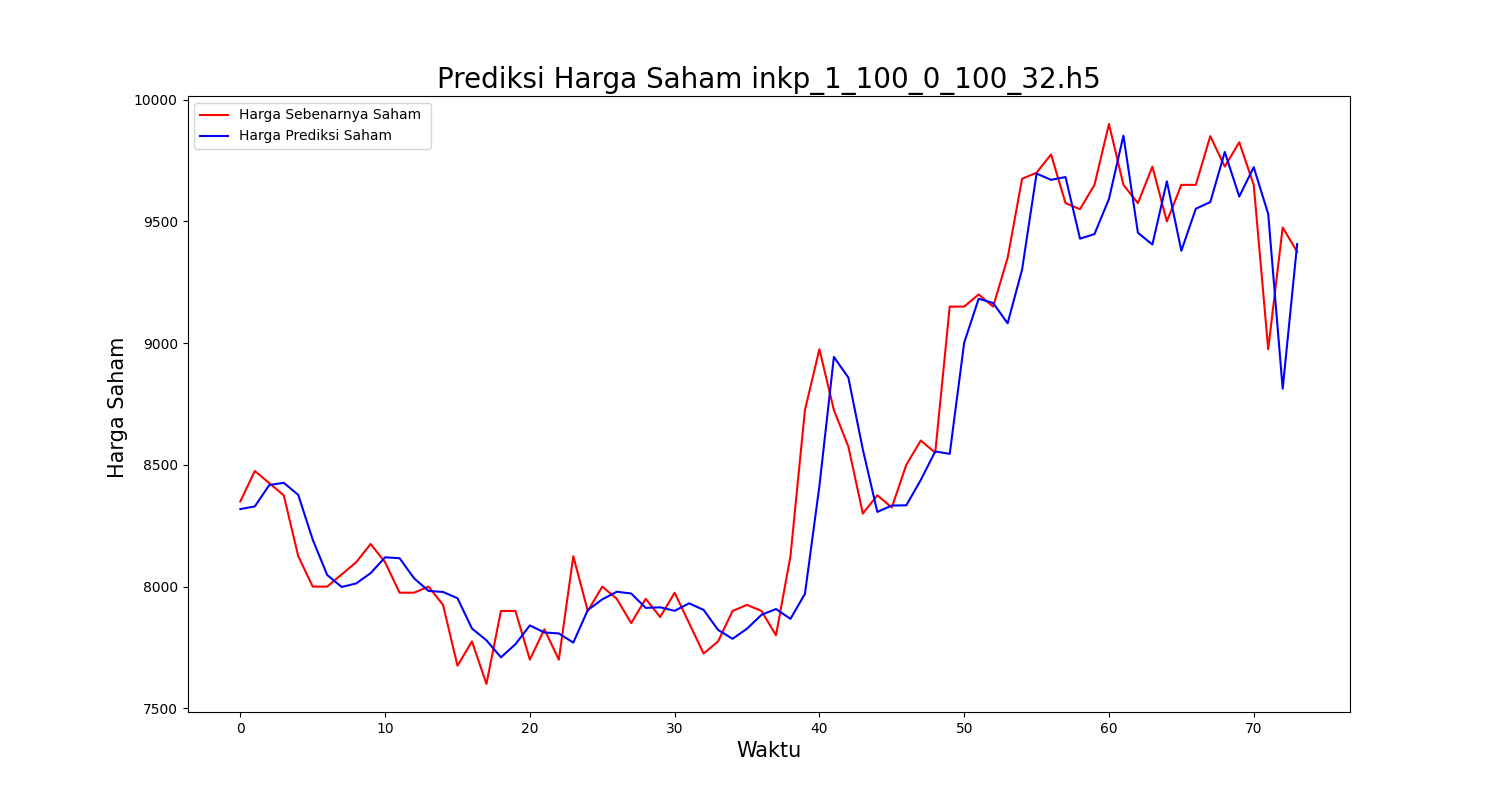 Prediksi Harga Saham inkp_1_100_0_100_32.h5
Harga Sebenarnya Saham
Harga Prediksi Saham
10000
9500
9000
8500
8000
7500
Harga Saham
0 10 20 30 40 50 60 70
Waktu